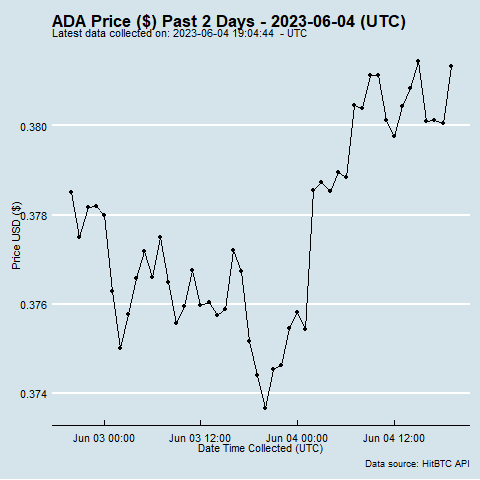 ADA Price ($) Past 2 Days - 2023-06-04 (UTC)
Latest data collected on: 2023-06-04 19:04:44  - UTC
0.380
0.378
0.376
0.374
Price USD ($)
Jun 03 00:00 Jun 03 12:00 Jun 04 00:00 Jun 04 12:00
Date Time Collected (UTC)
Data source: HitBTC API